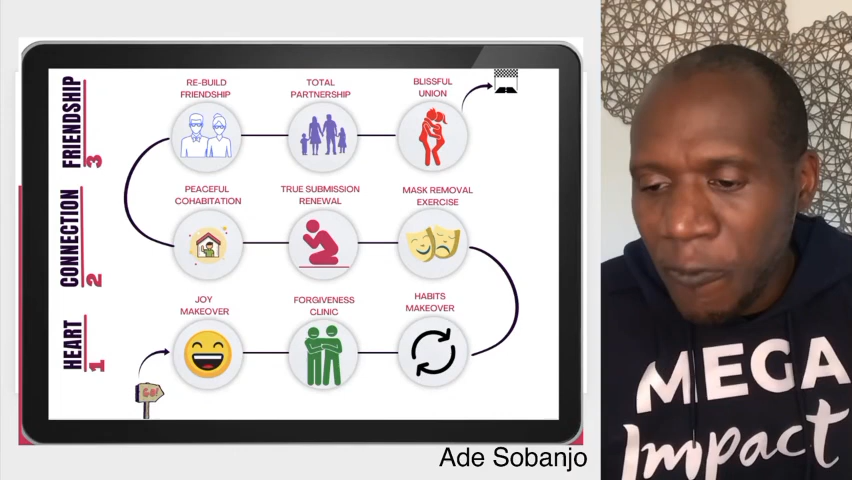 FRIENDSHIP
3
RE-BUILD
FRIENDSHIP
TOTAL
PARTNERSHIP
BLISSFUL
UNION
CONNECTION
2
PEACEFUL
COHABITATION
TRUE SUBMISSION
RENEWAL
MASK REMOVAL
EXERCISE
HEART
1
JOY
MAKEOVER
FORGIVENESS
CLINIC
HABITS
MAKEOVER
GO!
Ade Sobanjo
MEGA
Impact